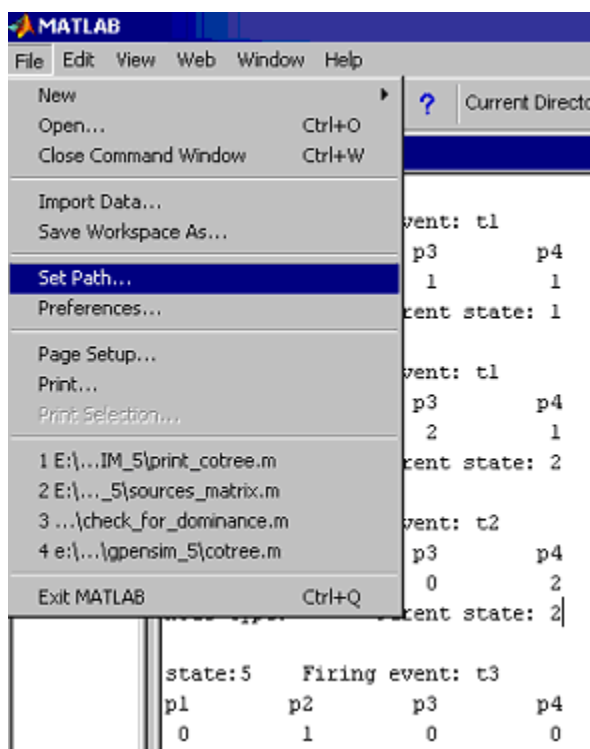 MATLAB
File Edit View Web Window Help
New
Open... Ctrl+O
Close Command Window Ctrl+W
Import Data...
Save Workspace As...
Set Path...
Preferences...
Page Setup...
Print...
Print Selection...
1 E:\...IM_5\print_cotree.m
2 E:\..._5\sources_matrix.m
3 ...\check_for_dominance.m
4 e:\...\gpensim_5\cotree.m
Exit MATLAB Ctrl+Q
? Current Directo
vent: t1
p3 p4
1 1
rent state: 1
vent: t1
p3 p4
2 1
rent state: 2
vent: t2
p3 p4
0 2
rent state: 2
state:5 Firing event: t3
p1 p2 p3 p4
0 1 0 0